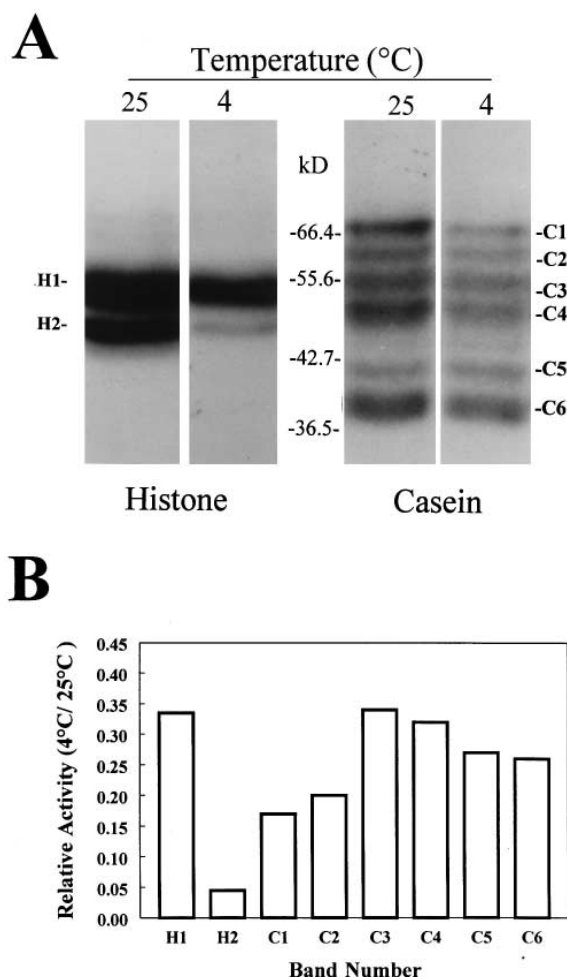 A
Temperature (°C)
25 4 25 4
kD
-66.4- -C1
-C2
H1- -55.6- -C3
-C4
H2-
-42.7- -C5
-C6
-36.5-
Histone Casein
B
Relative Activity (4°C/ 25°C)
0.45
0.40
0.35
0.30
0.25
0.20
0.15
0.10
0.05
0.00
H1 H2 C1 C2 C3 C4 C5 C6
Band Number